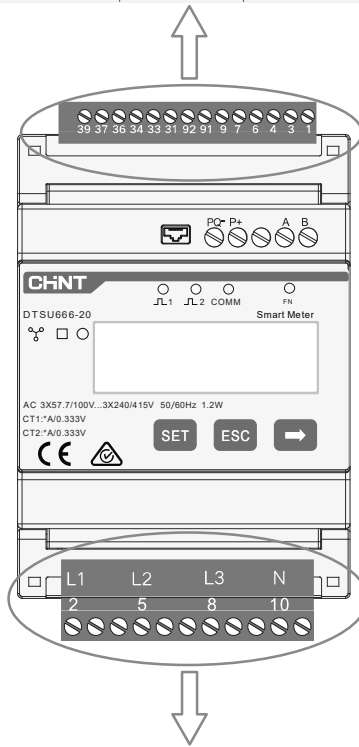 39 37 36 34 33 31 92 91 9 7 6 4 3 1
PQ- P+ A B
CHNT
1 2 COMM FN
DTSU666-20 Smart Meter
AC 3X57.7/100V...3X240/415V 50/60Hz 1.2W
CT1:*A/0.333V
CT2:*A/0.333V
SET ESC
CE
L1 L2 L3 N
2 5 8 10